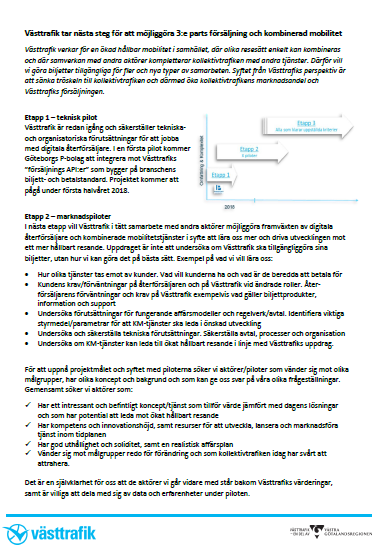 Västtrafik tar nästa steg för att möjliggöra 3:e parts försäljning och kombinerad mobilitet
Västtrafik verkar för en ökad hållbar mobilitet i samhället, där olika resesätt enkelt kan kombineras
och där samverkan med andra aktörer kompletterar kollektivtrafiken med andra tjänster. Därför vill
vi göra biljetter tillgängliga för fler och nya typer av samarbeten. Syftet från Västtrafiks perspektiv är
att sänka tröskeln till kollektivtrafiken och därmed öka kollektivtrafikens marknadsandel och
Västtrafiks försäljningen.
Etapp 1 – teknisk pilot
Västtrafik är redan igång och säkerställer tekniska-
och organisatoriska förutsättningar för att jobba
med digitala återförsäljare. I en första pilot kommer
Göteborgs P-bolag att integrera mot Västtrafiks
”försäljnings API:er” som bygger på branschens
biljett- och betalstandard. Projektet kommer att
pågå under första halvåret 2018.
Etapp 3
Alla som klarar uppställda kriterier
Etapp 2
Etapp 1
2018
Etapp 2 – marknadspiloter
I nästa etapp vill Västtrafik i tätt samarbete med andra aktörer möjliggöra framväxten av digitala
återförsäljare och kombinerade mobilitetstjänster i syfte att lära oss mer och driva utvecklingen mot
ett mer hållbart resande. Uppdraget är inte att undersöka om Västtrafik ska tillgängliggöra sina
biljetter, utan hur vi kan göra det på bästa sätt. Exempel på vad vi vill lära oss:
• Hur olika tjänster tas emot av kunder. Vad vill kunderna ha och vad är de beredda att betala för
• Kundens krav/förväntningar på återförsäljaren och på Västtrafik vid ändrade roller. Åter-
försäljarens förväntningar och krav på Västtrafik exempelvis vad gäller biljettprodukter,
information och support
• Undersöka förutsättningar för fungerande affärsmodeller och regelverk/avtal. Identifiera viktiga
styrmedel/parametrar för att KM-tjänster ska leda i önskad utveckling
• Undersöka och säkerställa tekniska förutsättningar. Säkerställa avtal, processer och organisation
• Undersöka om KM-tjänster kan leda till ökat hållbart resande i linje med Västtrafiks uppdrag.
För att uppnå projektmålet och syftet med piloterna söker vi aktörer/piloter som vänder sig mot olika
målgrupper, har olika koncept och bakgrund och som kan ge oss svar på våra olika frågeställningar.
Gemensamt söker vi aktörer som:
✓ Har ett intressant och befintligt koncept/tjänst som tillför värde jämfört med dagens lösningar
och som har potential att leda mot ökat hållbart resande
✓ Har kompetens och innovationshöjd, samt resurser för att utveckla, lansera och marknadsföra
tjänst inom tidplanen
✓ Har god uthållighet och soliditet, samt en realistisk affärsplan
✓ Vänder sig mot målgrupper redo för förändring och som kollektivtrafiken idag har svårt att
attrahera.
Det är en självklarhet för oss att de aktörer vi går vidare med står bakom Västtrafiks värderingar,
samt är villiga att dela med sig av data och erfarenheter under piloten.
västtrafik
VÄSTTRAFIK
– EN DEL AV
VÄSTRA
GÖTALANDSREGIONEN